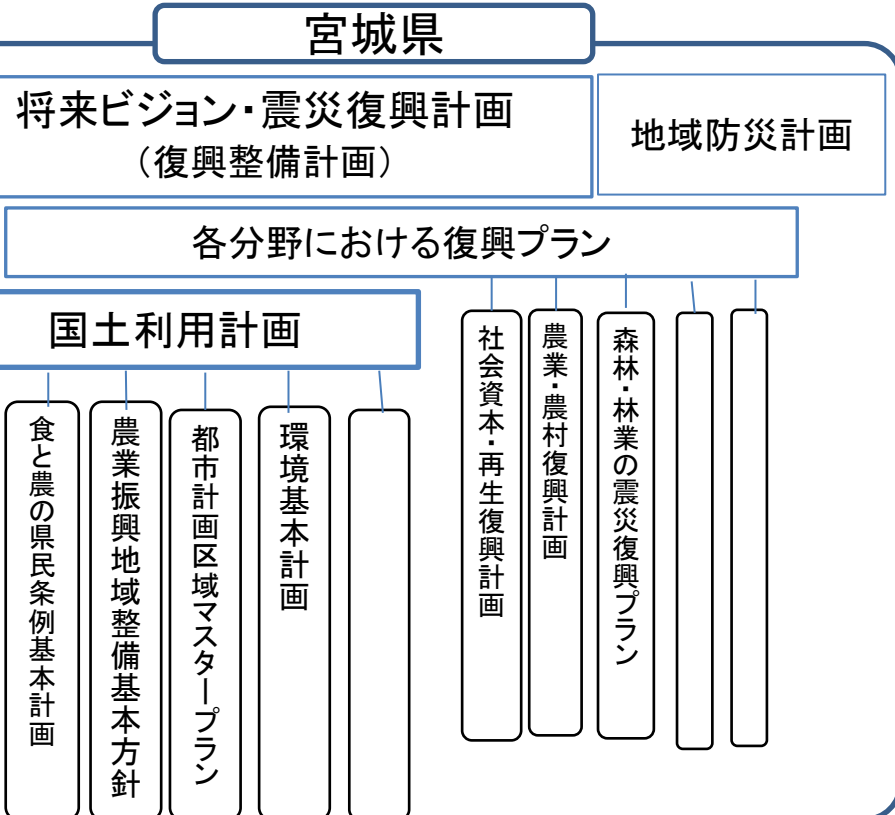 宮城県
将来ビジョン・震災復興計画
（復興整備計画）
地域防災計画
各分野における復興プラン
国土利用計画
食と農の県民条例基本計画
農業振興地域整備基本方針
都市計画区域マスタープラン
環境基本計画
社会資本・再生復興計画
農業・農村復興計画
森林・林業の震災復興プラン